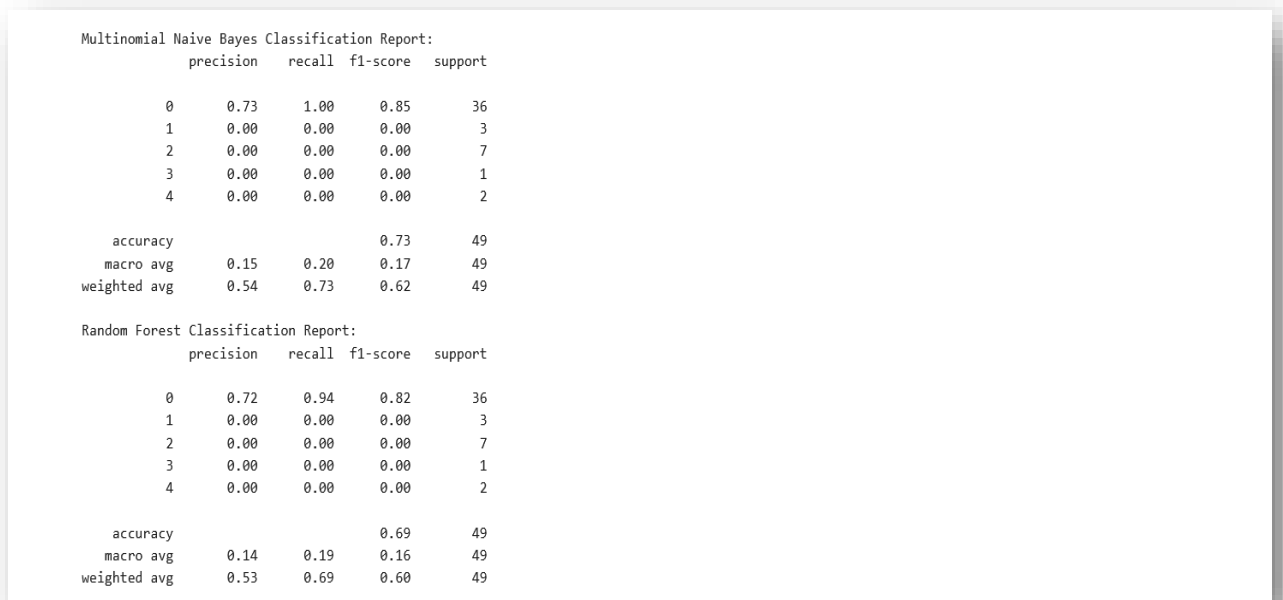 Multinomial Naive Bayes Classification Report:
precision recall f1-score support
0 0.73 1.00 0.85 36
1 0.00 0.00 0.00 3
2 0.00 0.00 0.00 7
3 0.00 0.00 0.00 1
4 0.00 0.00 0.00 2
accuracy 0.73 49
macro avg 0.15 0.20 0.17 49
weighted avg 0.54 0.73 0.62 49
Random Forest Classification Report:
precision recall f1-score support
0 0.72 0.94 0.82 36
1 0.00 0.00 0.00 3
2 0.00 0.00 0.00 7
3 0.00 0.00 0.00 1
4 0.00 0.00 0.00 2
accuracy 0.69 49
macro avg 0.14 0.19 0.16 49
weighted avg 0.53 0.69 0.60 49